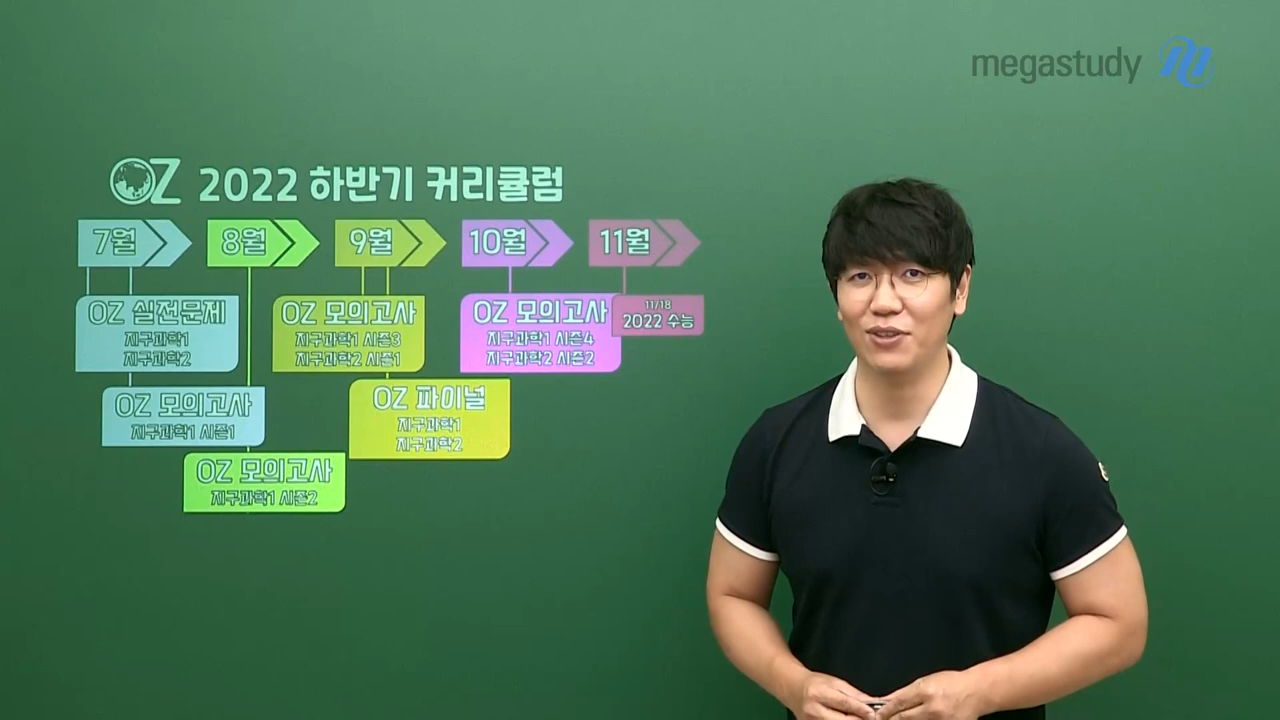 megastudy
OZ 2022 하반기 커리큘럼
7월
8월
9월
10월
11월
OZ 실전문제
지구과학1
지구과학2
OZ 모의고사
지구과학1 시즌3
지구과학2 시즌1
OZ 모의고사
지구과학1 시즌4
지구과학2 시즌2
11/18
2022 수능
OZ 모의고사
지구과학1 시즌1
OZ 파이널
지구과학1
지구과학2
OZ 모의고사
지구과학1 시즌2